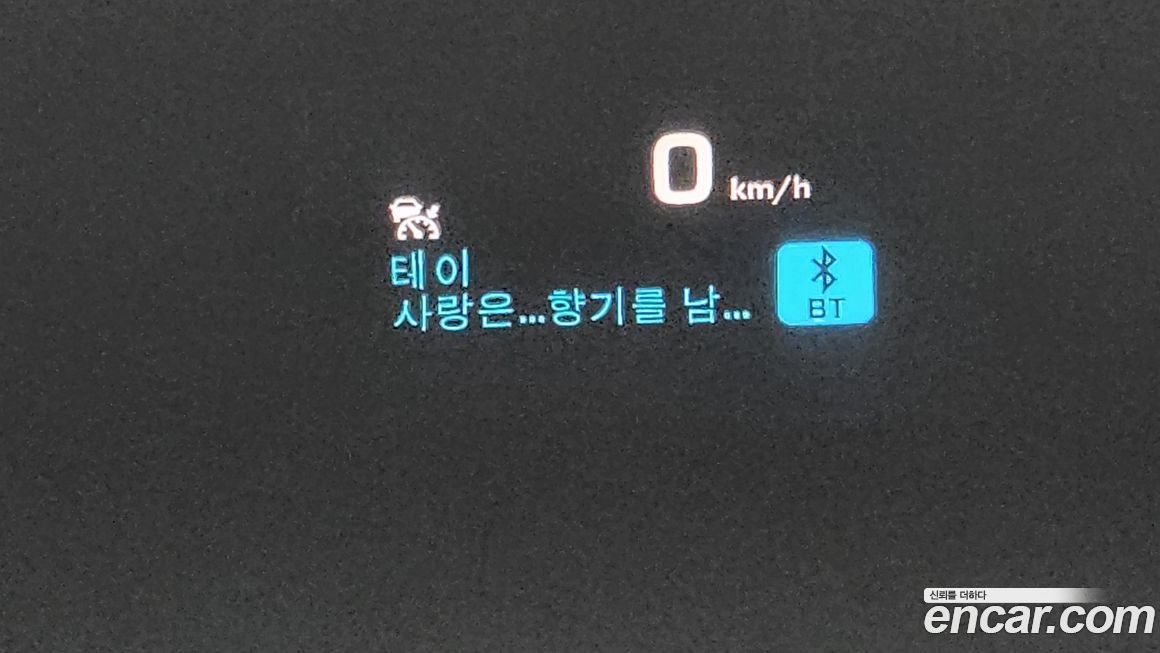 0 km/h
테이
사랑은...향기를 남...
BT
신뢰를 더하다
encar.com